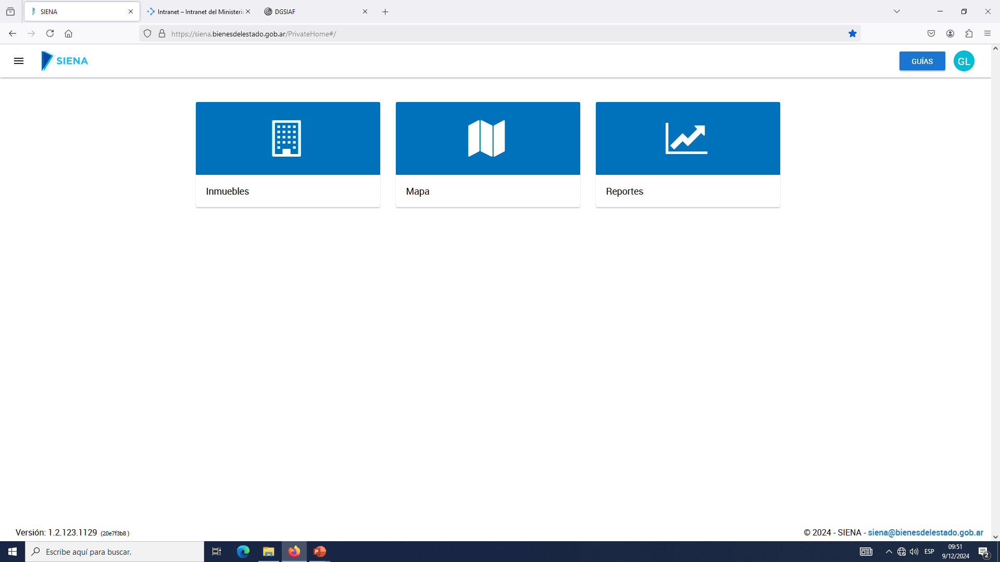 SIENA
Intranet – Intranet del Ministeri
DGSIAF
https://siena.bienesdelestado.gob.ar/PrivateHome#/
SIENA
GUÍAS
GL
Inmuebles
Mapa
Reportes
Versión: 1.2.123.1129 (20e7f3b8 )
© 2024 - SIENA - siena@bienesdelestado.gob.ar
Escribe aquí para buscar.
P
ESP
09:51
9/12/2024
2